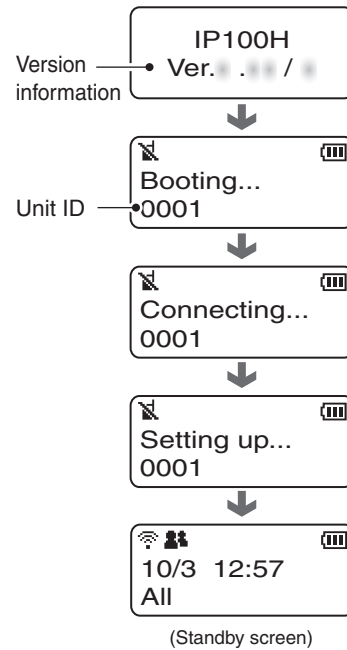 IP100H
Version information
Ver. . /
Booting...
Unit ID
0001
Connecting...
0001
Setting up...
0001
10/3 12:57
All
(Standby screen)